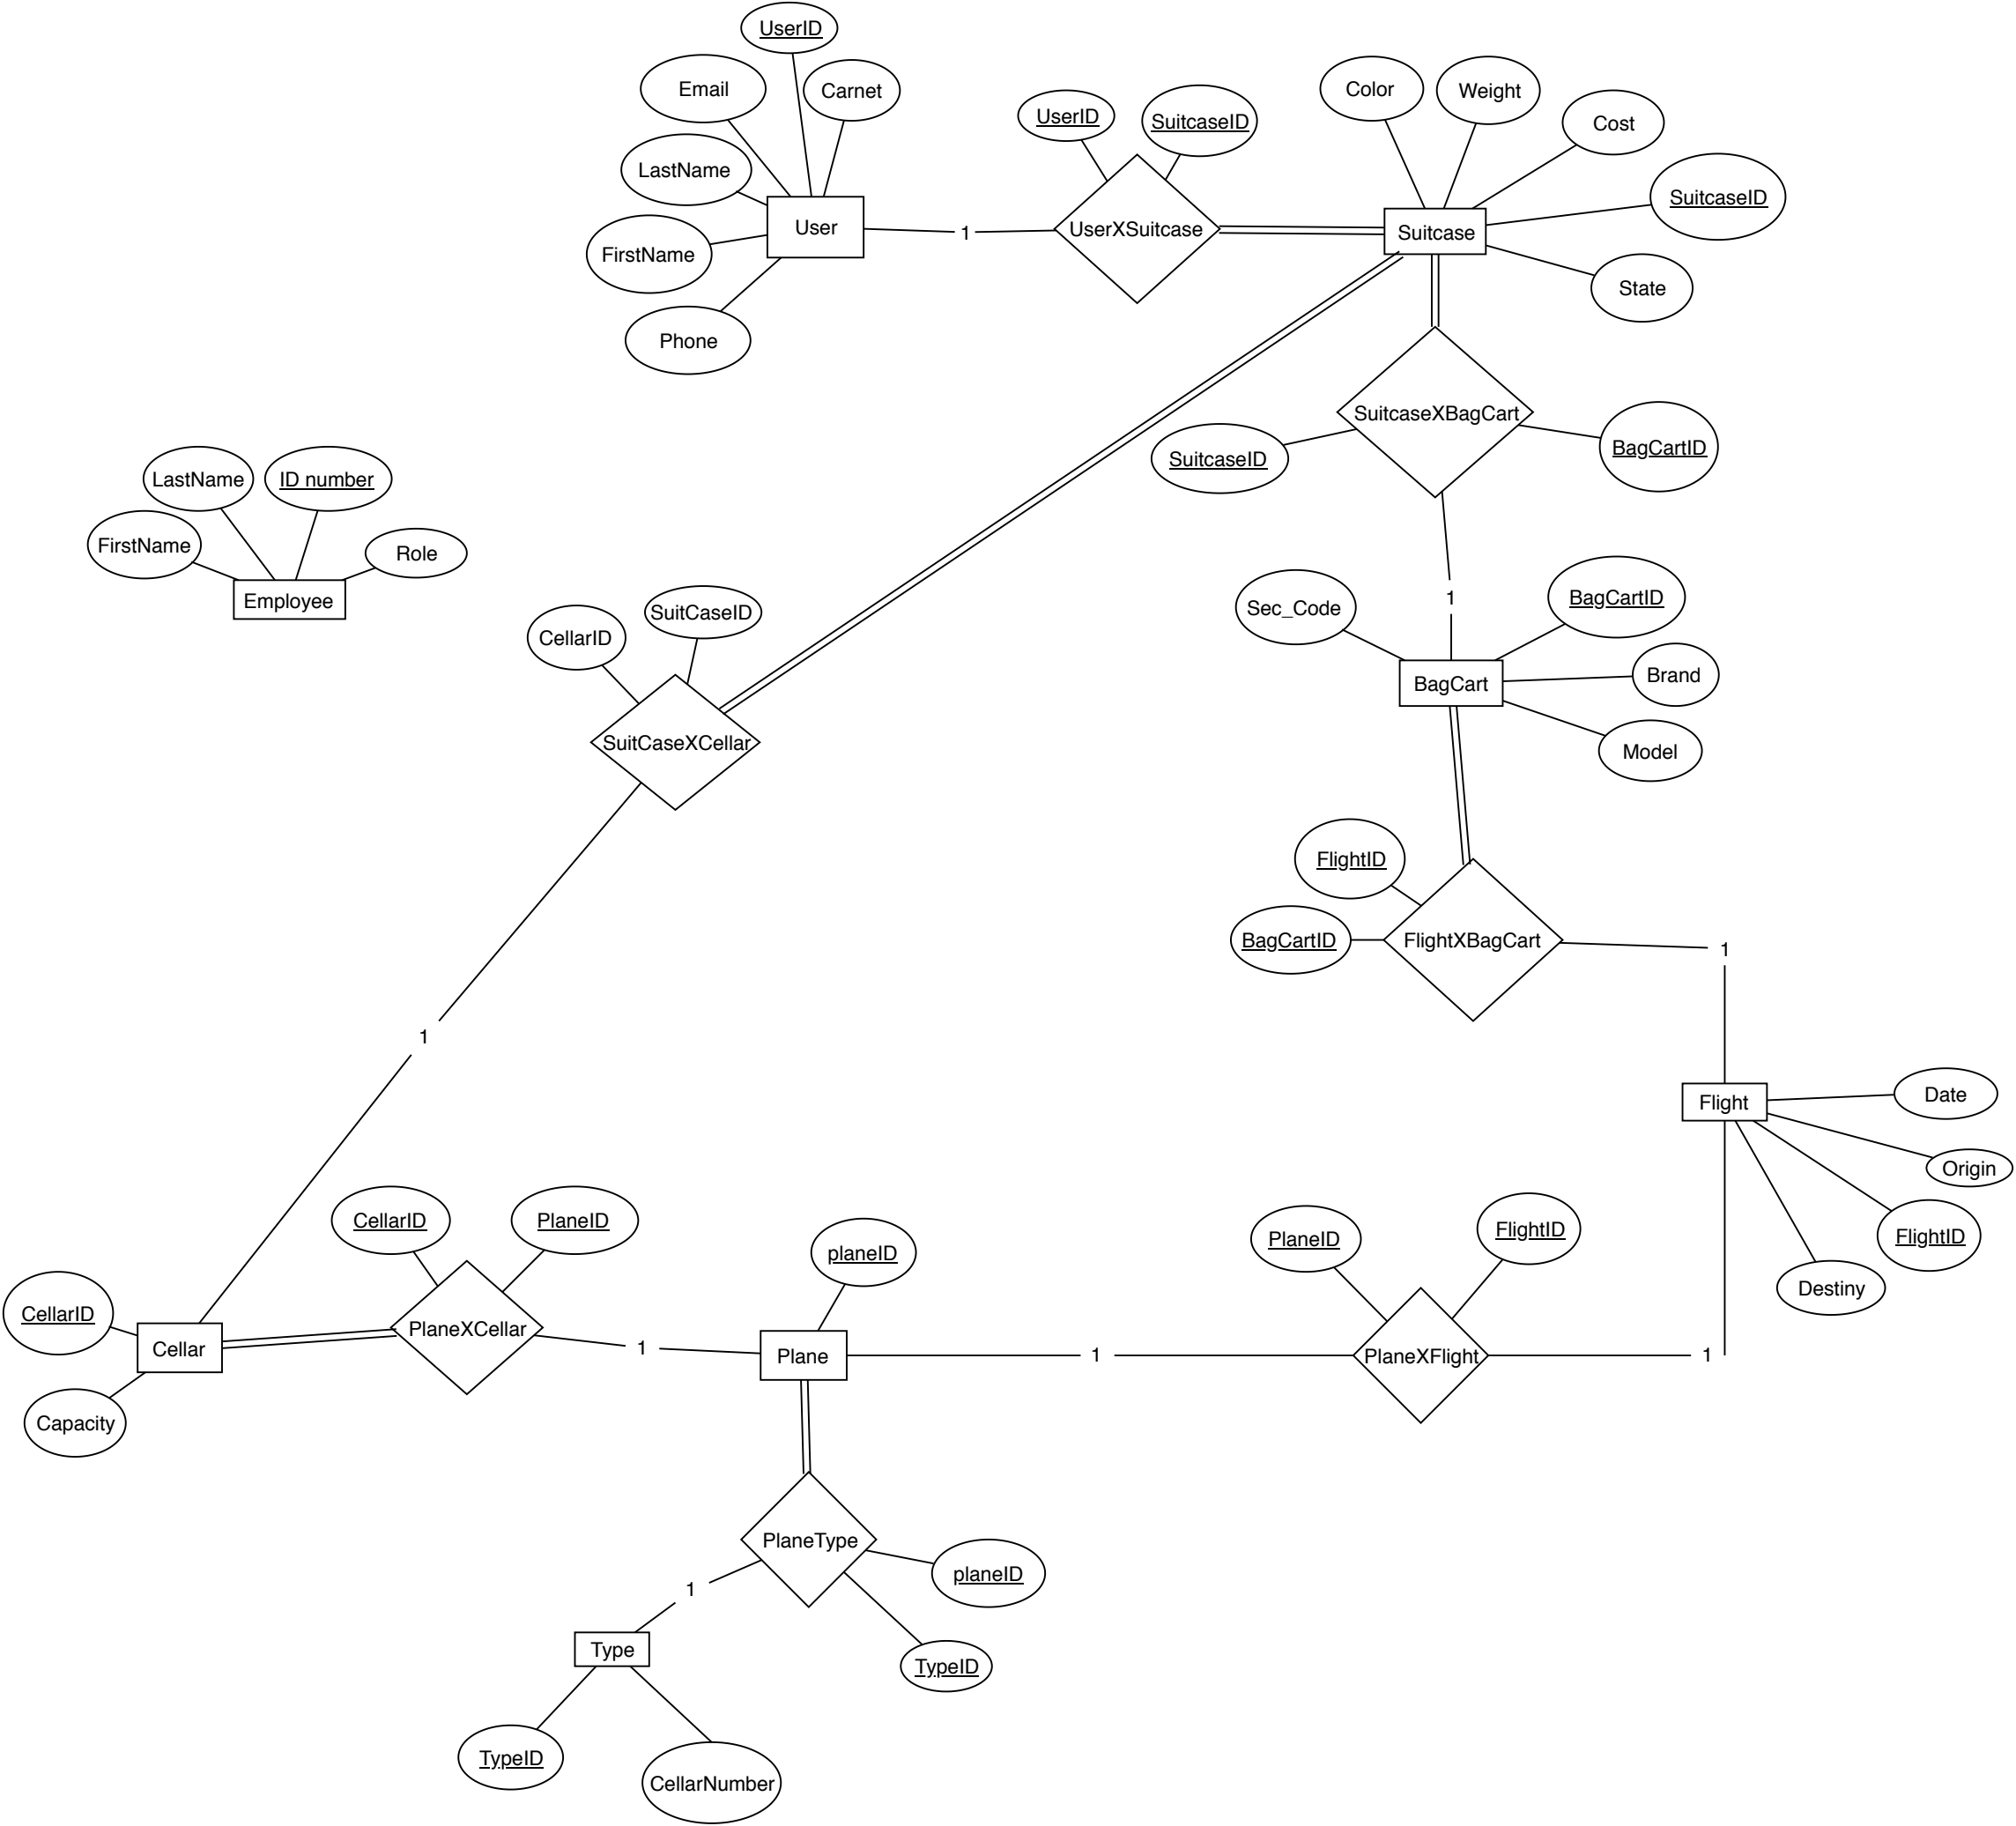 UserID
Email
Carnet
LastName
FirstName
Phone
User
1
UserID
SuitcaseID
UserXSuitcase
Color
Weight
Cost
SuitcaseID
State
Suitcase
SuitcaseXBagCart
SuitcaseID
BagCartID
1
LastName
ID number
FirstName
Role
Employee
CellarID
SuitCaseID
SuitCaseXCellar
Sec_Code
BagCartID
Brand
Model
BagCart
FlightID
BagCartID
FlightXBagCart
1
1
Flight
Date
Origin
FlightID
Destiny
CellarID
PlaneID
PlaneXCellar
CellarID
Cellar
Capacity
1
planeID
Plane
1
PlaneID
FlightID
PlaneXFlight
1
PlaneType
planeID
TypeID
1
Type
TypeID
CellarNumber